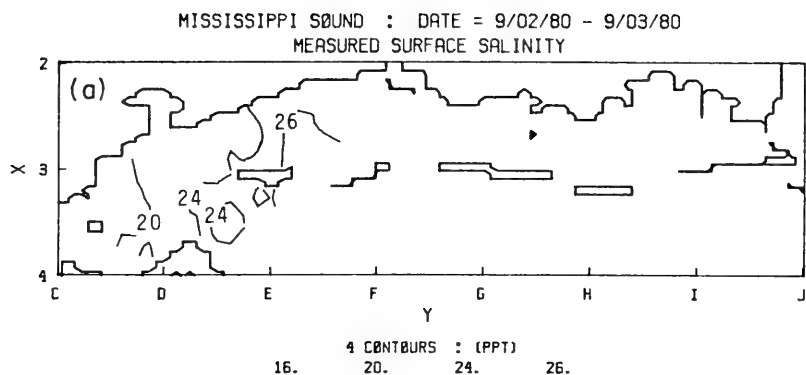 MISSISSIPPI SØUND : DATE = 9/02/80 - 9/03/80
MEASURED SURFACE SALINITY
2
(a)
26
X
3
24
20
24
4
C D E F G H I J
Y
4 CØNTØURS : (PPT)
16. 20. 24. 26.